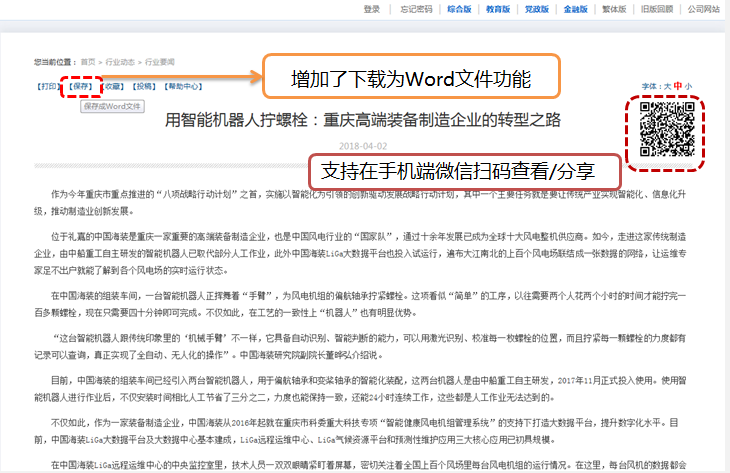 登录 | 忘记密码 | 综合版 | 教育版 | 党政版 | 金融版 | 繁体版 | 旧版回顾 | 公司网站
您当前位置： 首页 > 行业动态 > 行业要闻
【打印】 【保存】 【收藏】 【投稿】 【帮助中心】
字体：大 中 小
增加了下载为Word文件功能
保存成Word文件
用智能机器人拧螺栓：重庆高端装备制造企业的转型之路
2018-04-02
支持在手机端微信扫码查看/分享
作为今年重庆市重点推进的“八项战略行动计划”之首，实施以智能化为引领的创新驱动发展战略行动计划，其中一个主要任务就是要让传统产业实现智能化、信息化升
级，推动制造业创新发展。
位于礼嘉的中国海装是重庆一家重要的高端装备制造企业，也是中国风电行业的“国家队”，通过十余年发展已成为全球十大风电整机供应商。如今，走进这家传统制造
企业，由中船重工自主研发的智能机器人已取代部分人工作业，此外中国海装LiGa大数据平台也投入试运行，遍布大江南北的上百个风电场联结成一张数据的网络，让运维专
家足不出户就能了解到各个风电场的实时运行状态。
在中国海装的组装车间，一台智能机器人正挥舞着“手臂”，为风电机组的偏航轴承拧紧螺栓。这项看似“简单”的工序，以往需要两个人花两个小时的时间才能拧完一
百多颗螺栓，现在只需要四十分钟即可完成。不仅如此，在工艺的一致性上“机器人”也有明显优势。
“这台智能机器人跟传统印象里的‘机械手臂’不一样，它具备自动识别、智能判断的能力，可以用激光识别、校准每一枚螺栓的位置，而且拧紧每一颗螺栓的力度都有
记录可以查询，真正实现了全自动、无人化的操作”。中国海装研究院副院长董晔弘介绍说。
目前，中国海装的组装车间已经引入两台智能机器人，用于偏航轴承和变桨轴承的智能化装配，这两台机器人是由中船重工自主研发，2017年11月正式投入使用。使用智
能机器人进行作业后，不仅安装时间相比人工节省了三分之二，力度也能保持一致，还能24小时连续工作，这些都是人工作业无法达到的。
不仅如此，作为一家装备制造企业，中国海装从2016年起就在重庆市科委重大科技专项“智能健康风电机组管理系统”的支持下打造大数据平台，提升数字化水平。目
前，中国海装LiGa大数据平台及大数据中心基本建成，LiGa远程运维中心、LiGa气候资源平台和预测性维护应用三大核心应用已初具规模。
在中国海装LiGa远程运维中心的中央监控室里，技术人员一双双眼睛紧盯着屏幕，密切关注着全国上百个风场里每台风电机组的运行情况。在这里，每台风机的数据都会